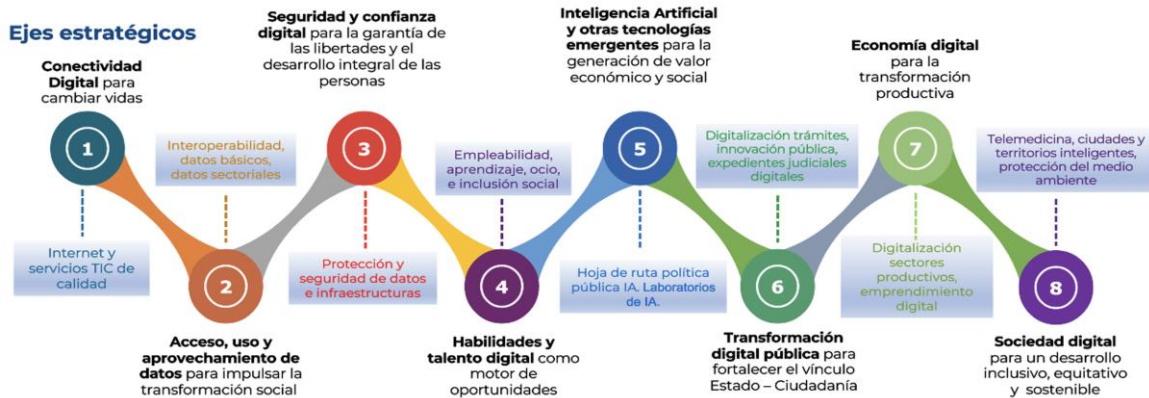 Ejes estratégicos
Conectividad
Digital para
cambiar vidas
1
Internet y
servicios TIC de
calidad
Interoperabilidad,
datos básicos,
datos sectoriales
2
Acceso, uso y
aprovechamiento de
datos para impulsar
la transformación social
Seguridad y confianza
digital para la garantía de
las libertades y el
desarrollo integral de las
personas
3
Protección y
seguridad de datos
e infraestructuras
Empleabilidad,
aprendizaje, ocio,
e inclusión social
4
Habilidades y
talento digital como
motor de
oportunidades
Inteligencia Artificial
y otras tecnologías
emergentes para la
generación de valor
económico y social
5
Hoja de ruta política
pública IA. Laboratorios
de IA.
Digitalización trámites,
innovación pública,
expedientes judiciales
digitales
6
Transformación
digital pública para
fortalecer el vínculo
Estado – Ciudadanía
Economía digital
para la
transformación
productiva
7
Digitalización
sectores
productivos,
emprendimiento
digital
Telemedicina, ciudades y
territorios inteligentes,
protección del medio
ambiente
8
Sociedad digital
para un desarrollo
inclusivo, equitativo
y sostenible